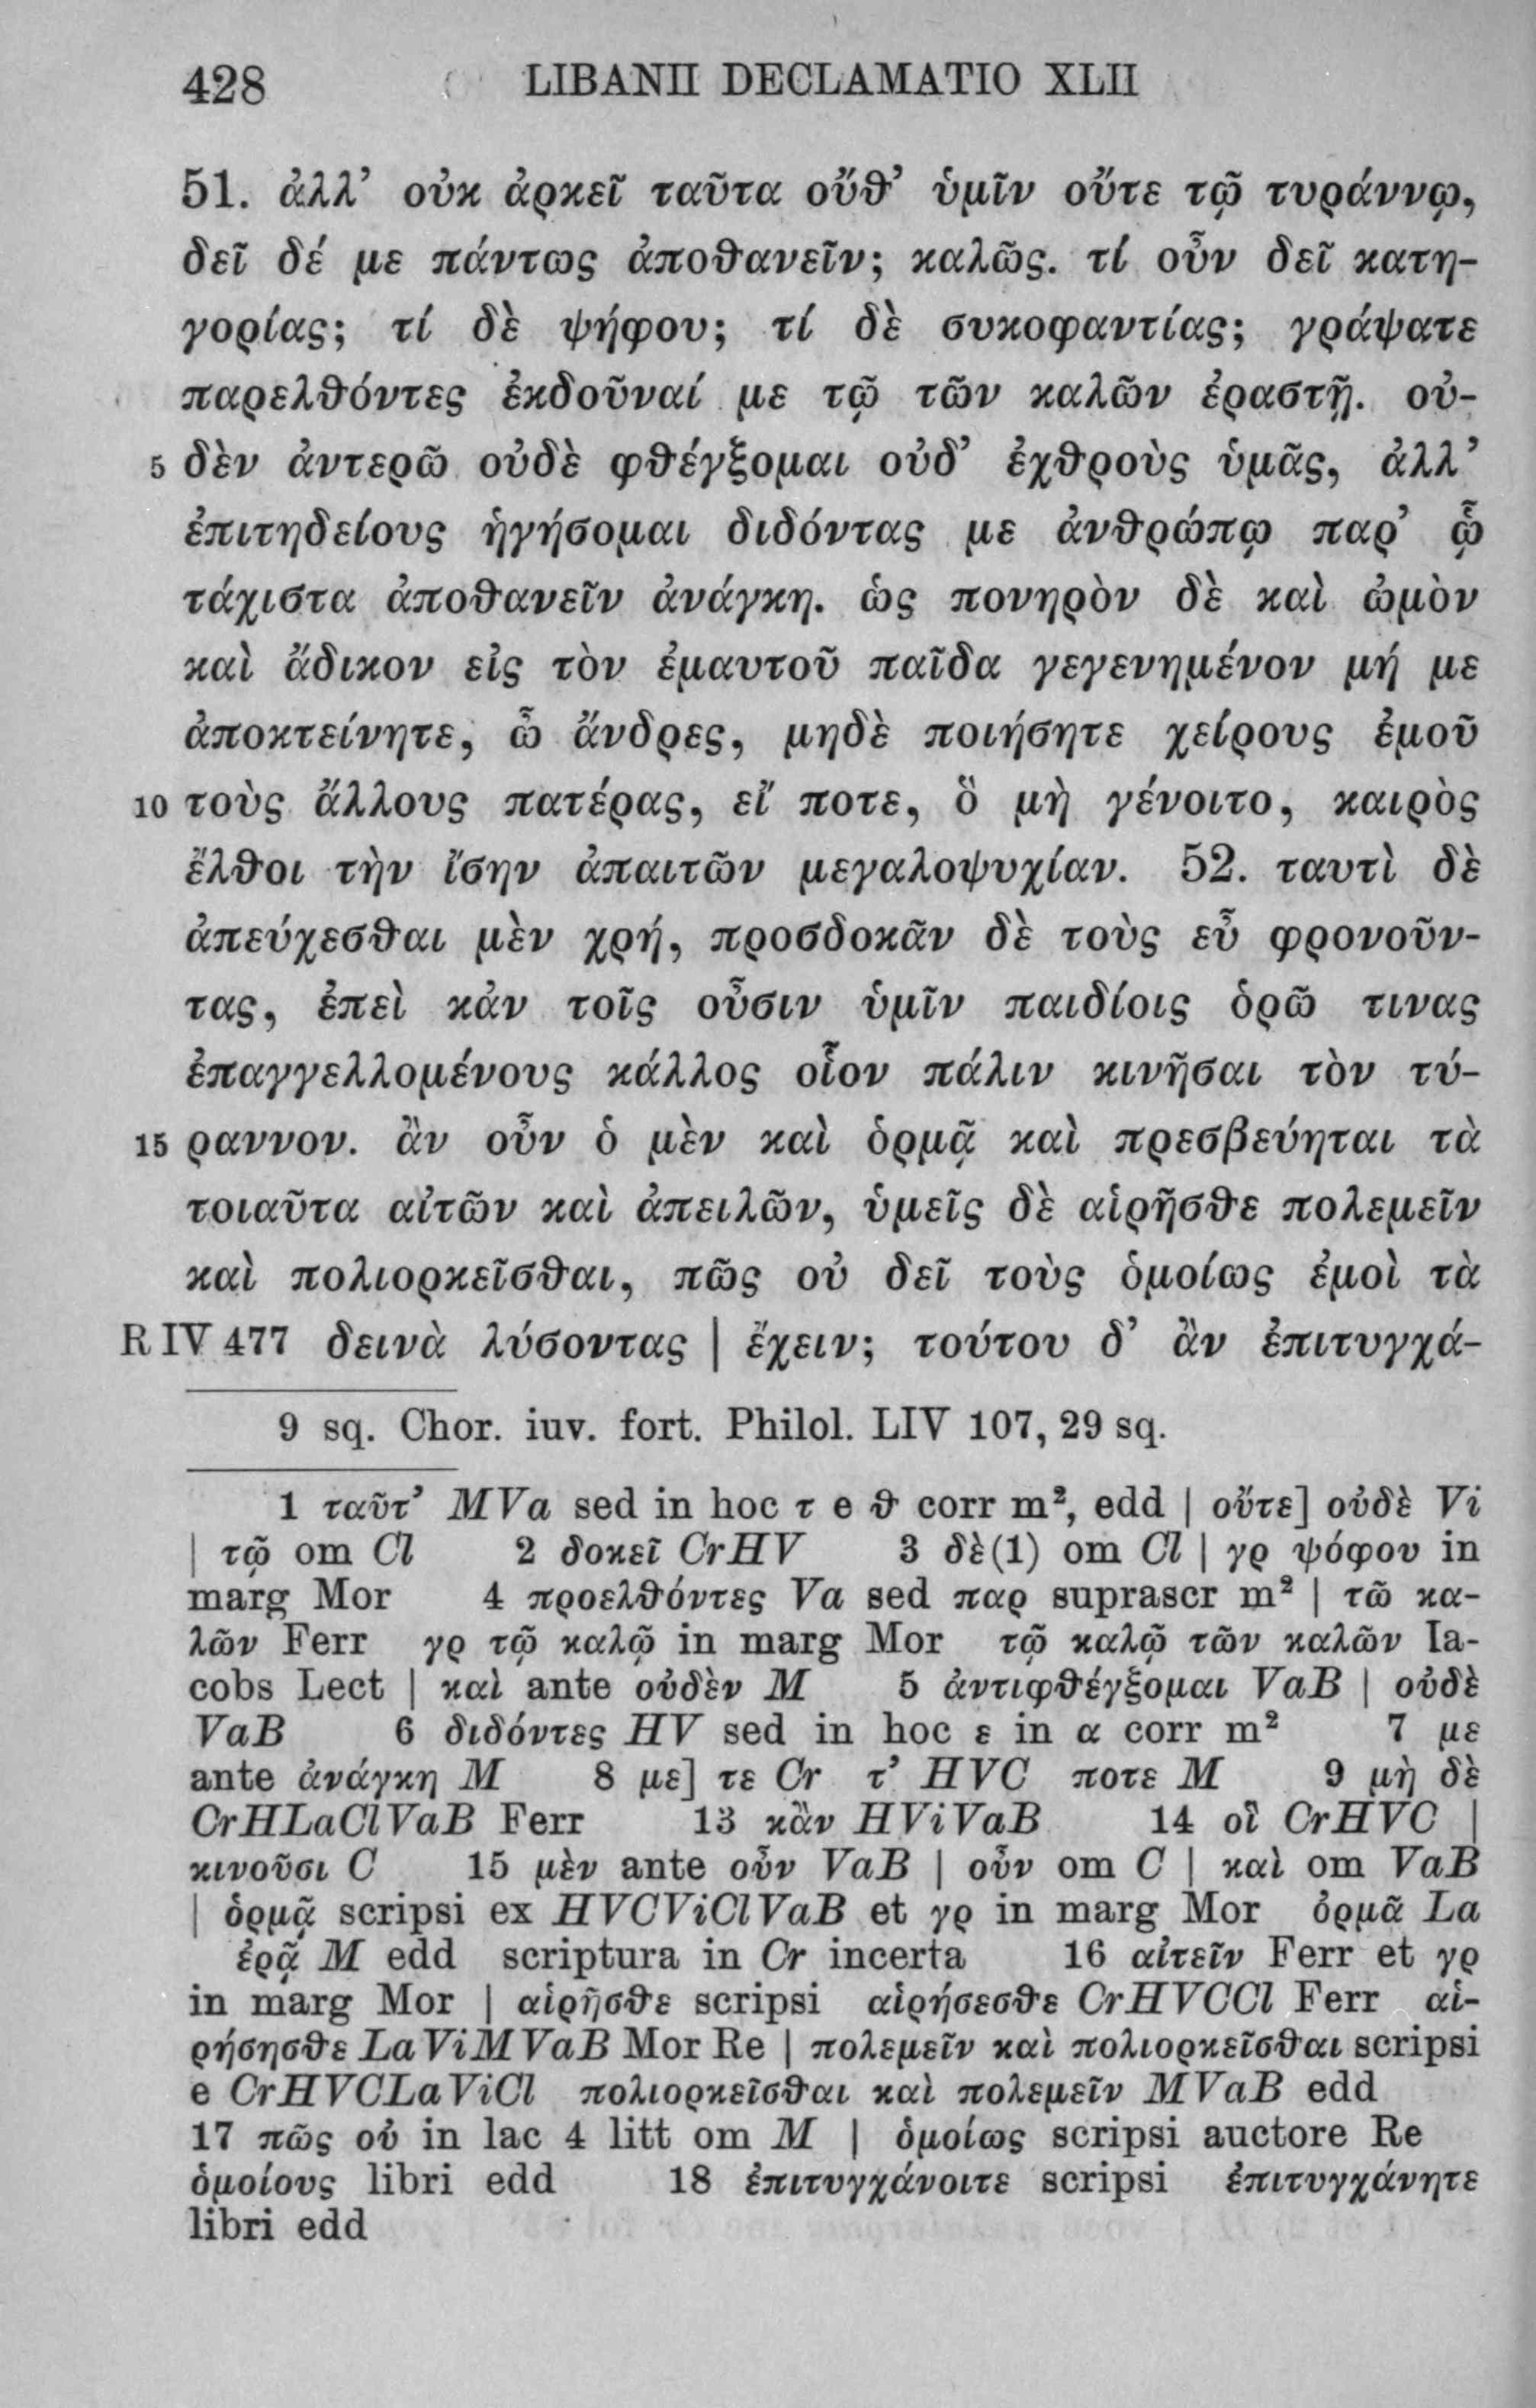 428 LIBANII DECLAMATIO XLII
51. ἀλλ’ οὐκ ἀρκεῖ ταῦτα οὔθ’ ὑμῖν οὔτε τῷ τυράννῳ,
δεῖ δέ με πάντως ἀποθανεῖν; καλῶς. τί οὖν δεῖ κατη-
γορίας; τί δὲ ψήφου; τί δὲ συκοφαντίας; γράψατε
παρελθόντες ἐκδοῦναί με τῷ τῶν καλῶν ἐραστῇ. οὐ-
5 δὲν ἀντερῶ οὐδὲ φθέγξομαι οὐδ’ ἐχθροὺς ὑμᾶς, ἀλλ’
ἐπιτηδείους ἡγήσομαι διδόντας με ἀνθρώπῳ παρ’ ᾧ
τάχιστα ἀποθανεῖν ἀνάγκη. ὡς πονηρὸν δὲ καὶ ὠμὸν
καὶ ἄδικον εἰς τὸν ἐμαυτοῦ παῖδα γεγενημένον μή με
ἀποκτείνητε, ὦ ἄνδρες, μηδὲ ποιήσητε χείρους ἐμοῦ
10 τοὺς ἄλλους πατέρας, εἴ ποτε, ὃ μὴ γένοιτο, καιρὸς
ἔλθοι τὴν ἴσην ἀπαιτῶν μεγαλοψυχίαν. 52. ταυτὶ δὲ
ἀπεύχεσθαι μὲν χρή, προσδοκᾶν δὲ τοὺς εὖ φρονοῦν-
τας, ἐπεὶ κἀν τοῖς οὖσιν ὑμῖν παιδίοις ὁρῶ τινας
ἐπαγγελλομένους κάλλος οἷον πάλιν κινῆσαι τὸν τύ-
15 ραννον. ἂν οὖν ὁ μὲν καὶ ὁρμᾷ καὶ πρεσβεύηται τὰ
τοιαῦτα αἰτῶν καὶ ἀπειλῶν, ὑμεῖς δὲ αἱρῆσθε πολεμεῖν
καὶ πολιορκεῖσθαι, πῶς οὐ δεῖ τοὺς ὁμοίως ἐμοὶ τὰ
R IV 477 δεινὰ λύσοντας | ἔχειν; τούτου δ’ ἂν ἐπιτυγχά-
9 sq. Chor. iuv. fort. Philol. LIV 107, 29 sq.
1 ταῦτ’ MVa sed in hoc τ e θ corr m², edd | οὔτε] οὐδὲ Vi
| τῷ om Cl 2 δοκεῖ CrHV 3 δὲ(1) om Cl | γρ ψόφου in
marg Mor 4 προελθόντες Va sed παρ suprascr m² | τῶ κα-
λῶν Ferr γρ τῷ καλῷ in marg Mor τῷ καλῷ τῶν καλῶν Ia-
cobs Lect | καὶ ante οὐδὲν M 5 ἀντιφθέγξομαι VaB | οὐδὲ
VaB 6 διδόντες HV sed in hoc ε in α corr m² 7 με
ante ἀνάγκη M 8 με] τε Cr τ’ HVC ποτε M 9 μὴ δὲ
CrHLaClVaB Ferr 13 κἂν HViVaB 14 οἷ CrHVC |
κινοῦσι C 15 μὲν ante οὖν VaB | οὖν om C | καὶ om VaB
| ὁρμᾷ scripsi ex HVCViClVaB et γρ in marg Mor ὁρμᾶ La
ἐρᾷ M edd scriptura in Cr incerta 16 αἰτεῖν Ferr et γρ
in marg Mor | αἱρῆσθε scripsi αἱρήσεσθε CrHVCCl Ferr αἱ-
ρήσησθε LaViMVaB Mor Re | πολεμεῖν καὶ πολιορκεῖσθαι scripsi
e CrHVCLaViCl πολιορκεῖσθαι καὶ πολεμεῖν MVaB edd
17 πῶς οὐ in lac 4 litt om M | ὁμοίως scripsi auctore Re
ὁμοίους libri edd 18 ἐπιτυγχάνοιτε scripsi ἐπιτυγχάνητε
libri edd